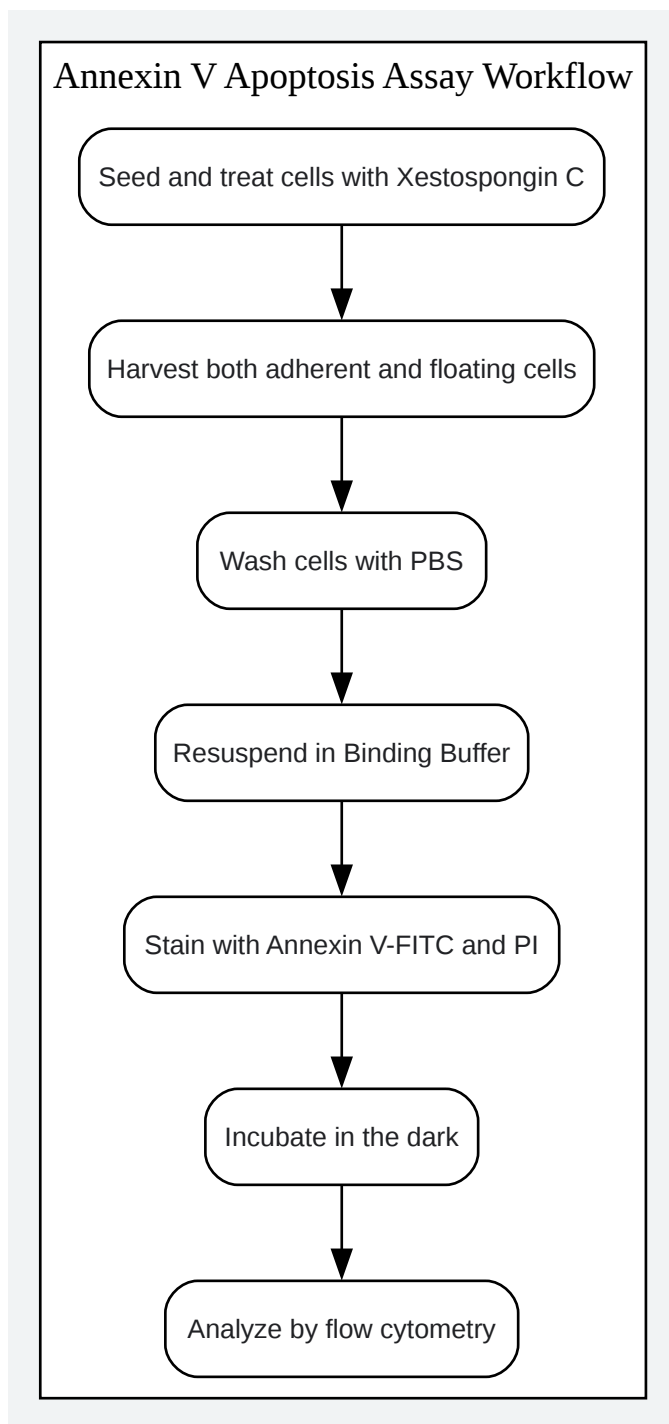 Annexin V Apoptosis Assay Workflow
Seed and treat cells with Xestospongin C
Harvest both adherent and floating cells
Wash cells with PBS
Resuspend in Binding Buffer
Stain with Annexin V-FITC and PI
Incubate in the dark
Analyze by flow cytometry